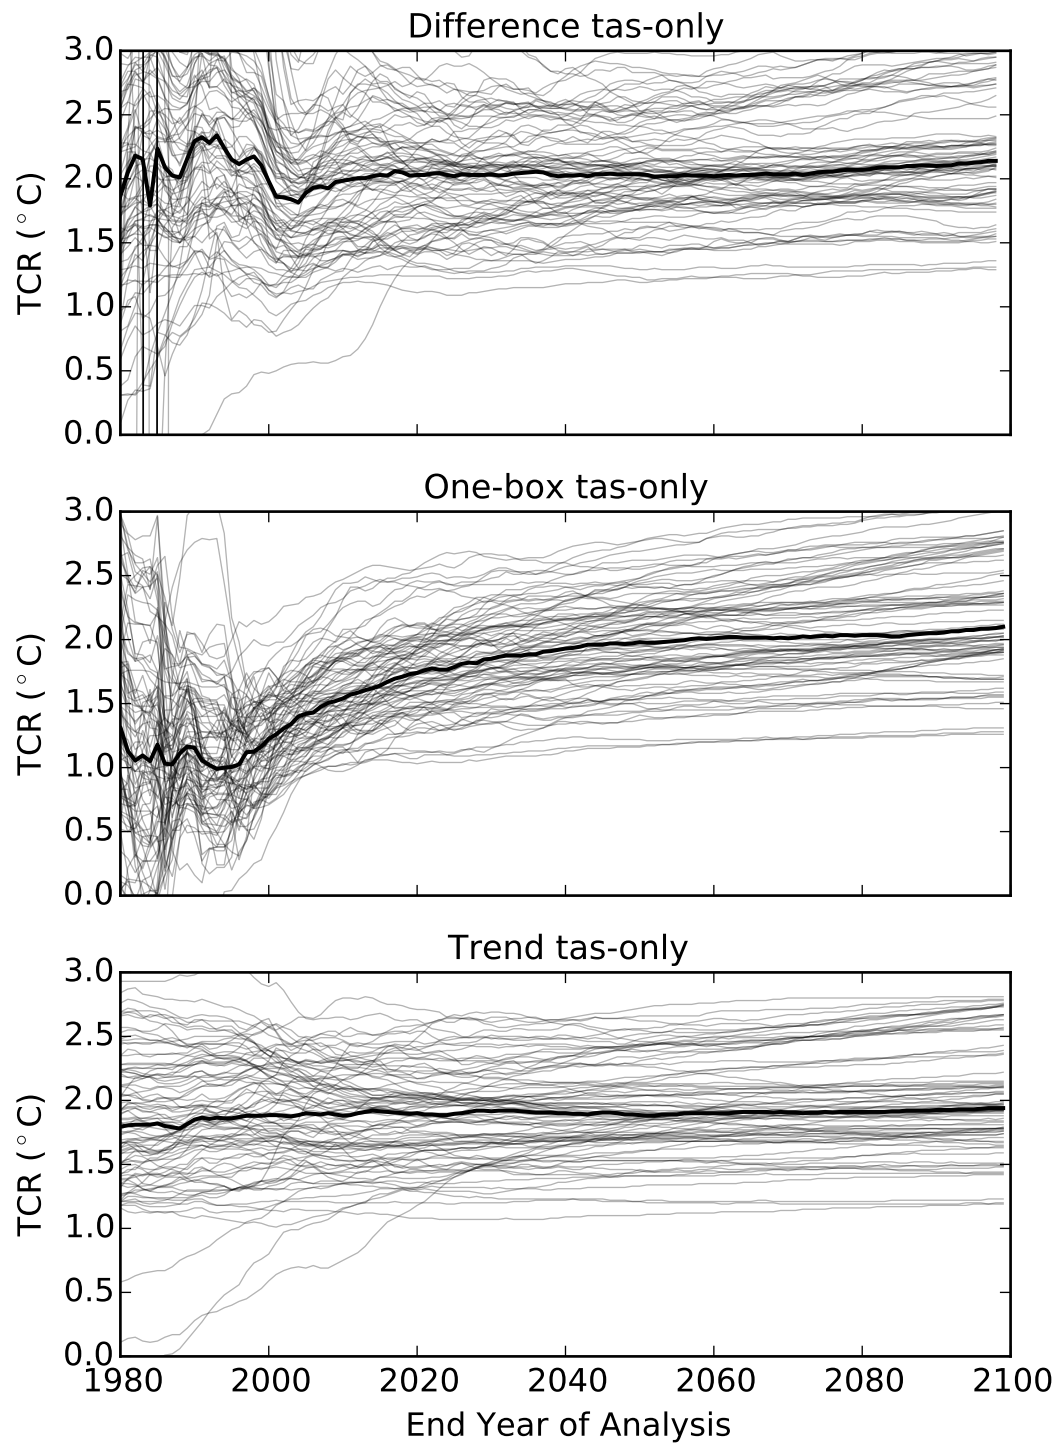 Difference tas-only
3.0
2.5
2.0
1.5
1.0
0.5
0.0
TCR (°C)
One-box tas-only
3.0
2.5
2.0
1.5
1.0
0.5
0.0
TCR (°C)
Trend tas-only
3.0
2.5
2.0
1.5
1.0
0.5
0.0
TCR (°C)
1980 2000 2020 2040 2060 2080 2100
End Year of Analysis